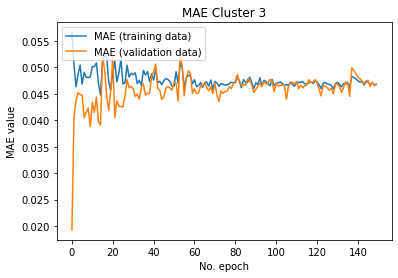 MAE Cluster 3
MAE (training data)
MAE (validation data)
MAE value
0.055
0.050
0.045
0.040
0.035
0.030
0.025
0.020
0 20 40 60 80 100 120 140
No. epoch